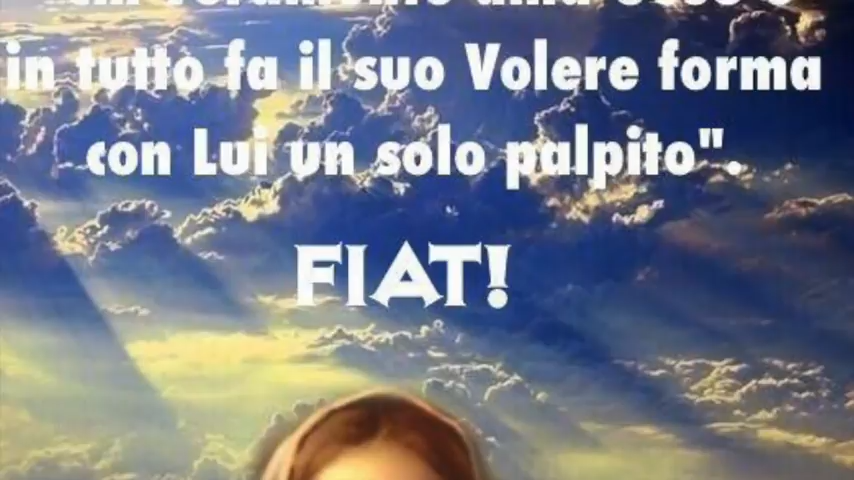 in tutto fa il suo Volere forma
con Lui un solo palpito".
FIAT!